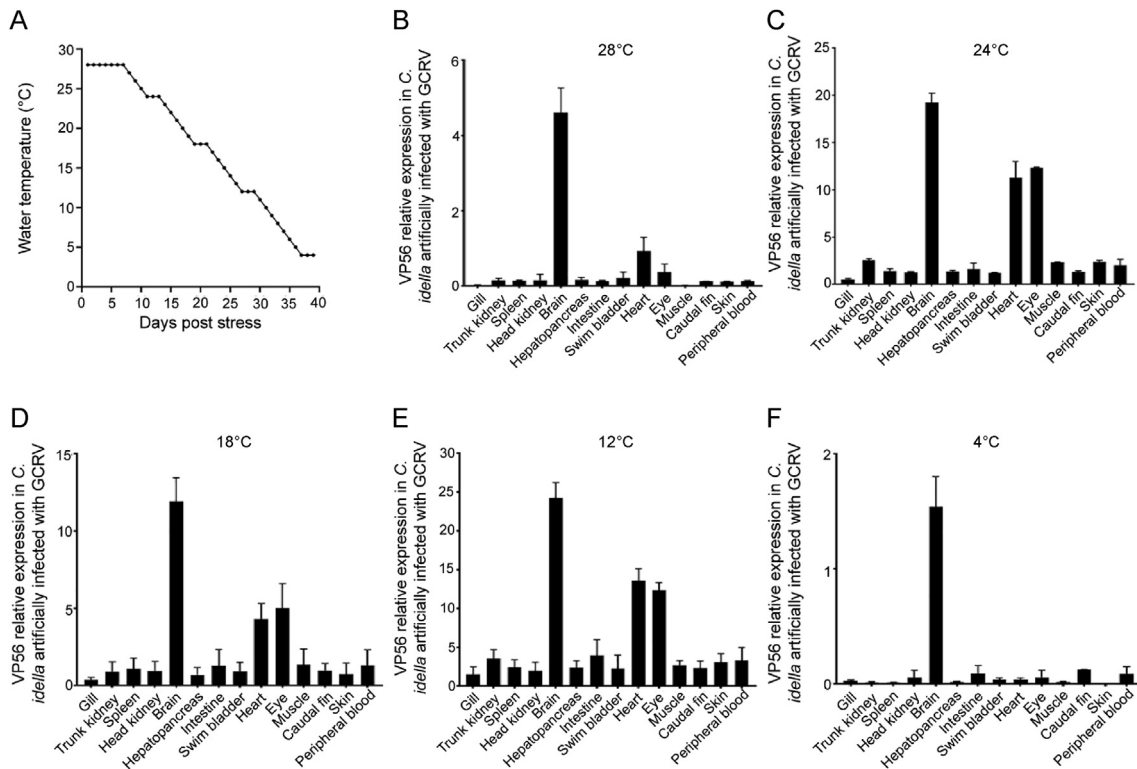 A
Water temperature (°C)
30
25
20
15
10
5
0
0
5
10
15
20
25
30
35
40
Days post stress
B
28°C
VP56 relative expression in C.
idella artificially infected with GCRV
6
4
2
0
Gill
Trunk kidney
Spleen
Head kidney
Brain
Hepatopancreas
Intestine
Swim bladder
Heart
Eye
Muscle
Caudal fin
Skin
Peripheral blood
C
24°C
VP56 relative expression in C.
idella artificially infected with GCRV
25
20
15
10
5
0
Gill
Trunk kidney
Spleen
Head kidney
Brain
Hepatopancreas
Intestine
Swim bladder
Heart
Eye
Muscle
Caudal fin
Skin
Peripheral blood
D
18°C
VP56 relative expression in C.
idella artificially infected with GCRV
15
10
5
0
Gill
Trunk kidney
Spleen
Head kidney
Brain
Hepatopancreas
Intestine
Swim bladder
Heart
Eye
Muscle
Caudal fin
Skin
Peripheral blood
E
12°C
VP56 relative expression in C.
idella artificially infected with GCRV
30
25
20
15
10
5
0
Gill
Trunk kidney
Spleen
Head kidney
Brain
Hepatopancreas
Intestine
Swim bladder
Heart
Eye
Muscle
Caudal fin
Skin
Peripheral blood
F
4°C
VP56 relative expression in C.
idella artificially infected with GCRV
2
1
0
Gill
Trunk kidney
Spleen
Head kidney
Brain
Hepatopancreas
Intestine
Swim bladder
Heart
Eye
Muscle
Caudal fin
Skin
Peripheral blood